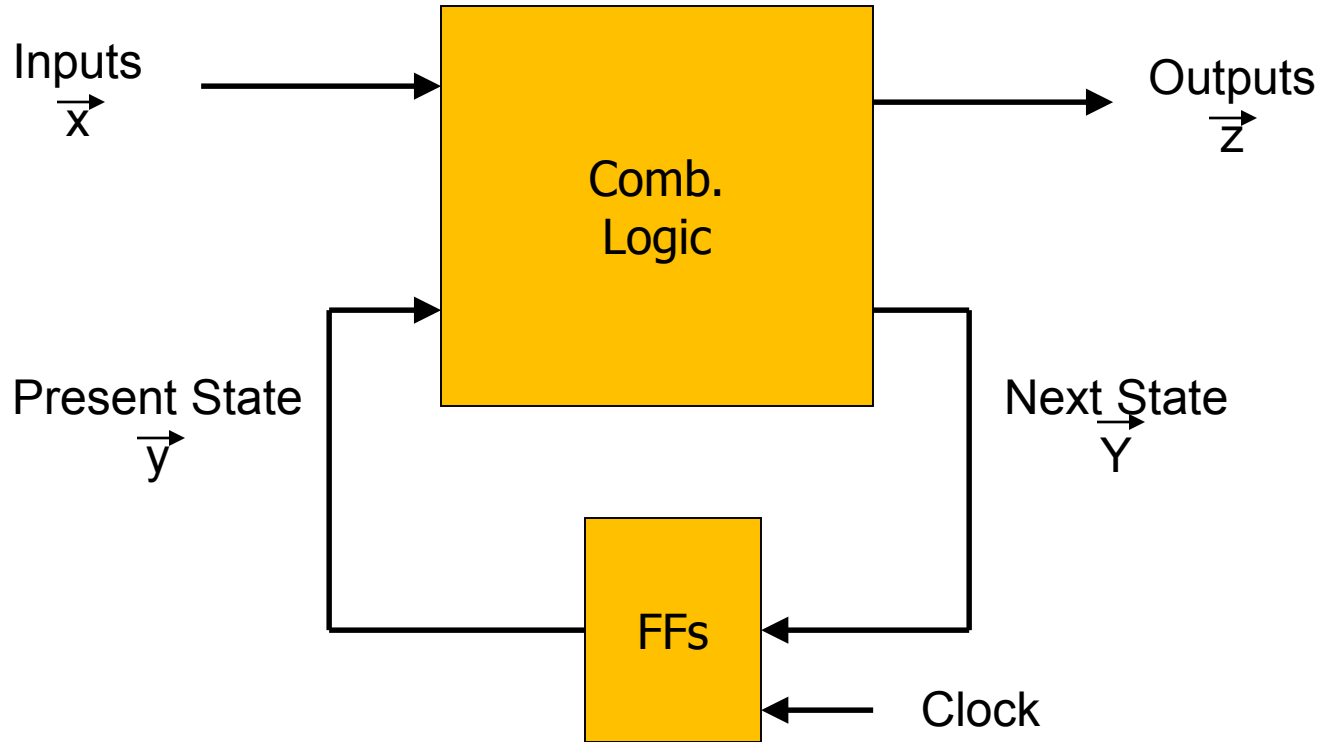 Inputs
x
Outputs
z
Comb.
Logic
Present State
y
Next State
Y
FFs
Clock